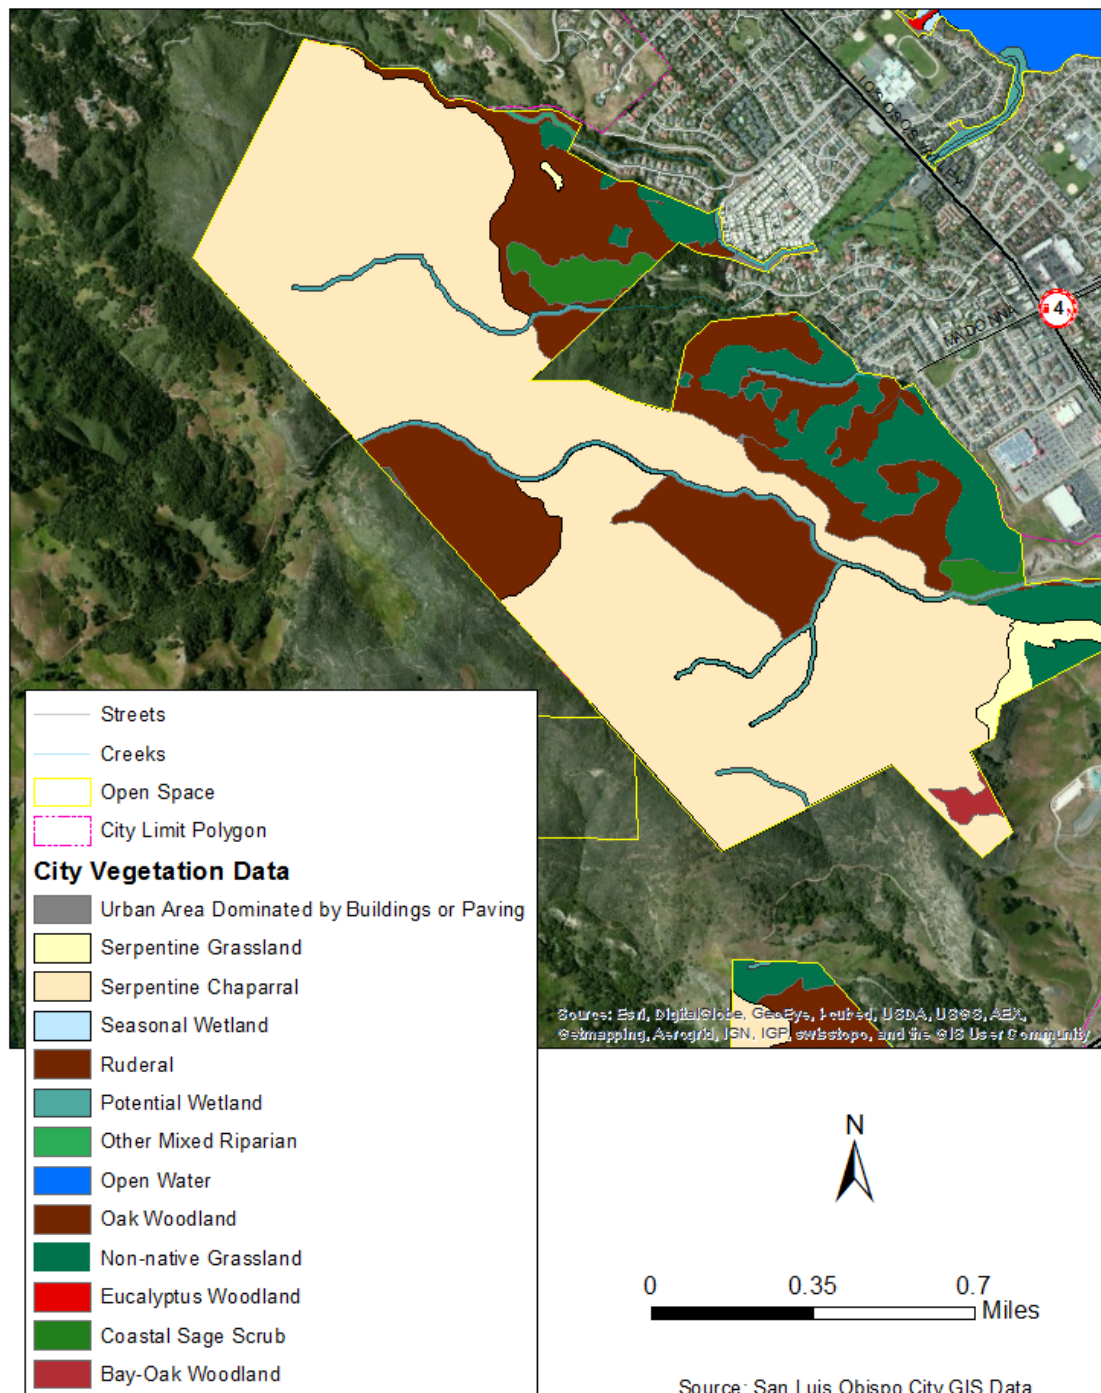 LOS OSOS VALLEY
MADONNA
4
Streets
Creeks
Open Space
City Limit Polygon
City Vegetation Data
Urban Area Dominated by Buildings or Paving
Serpentine Grassland
Serpentine Chaparral
Seasonal Wetland
Ruderal
Potential Wetland
Other Mixed Riparian
Open Water
Oak Woodland
Non-native Grassland
Eucalyptus Woodland
Coastal Sage Scrub
Bay-Oak Woodland
Source: Esri, DigitalGlobe, GeoEye, i-cubed, USDA, USGS, AEX,
Getmapping, Aerogrid, IGN, IGP, swisstopo, and the GIS User Community
N
0 0.35 0.7
Miles
Source: San Luis Obispo City GIS Data